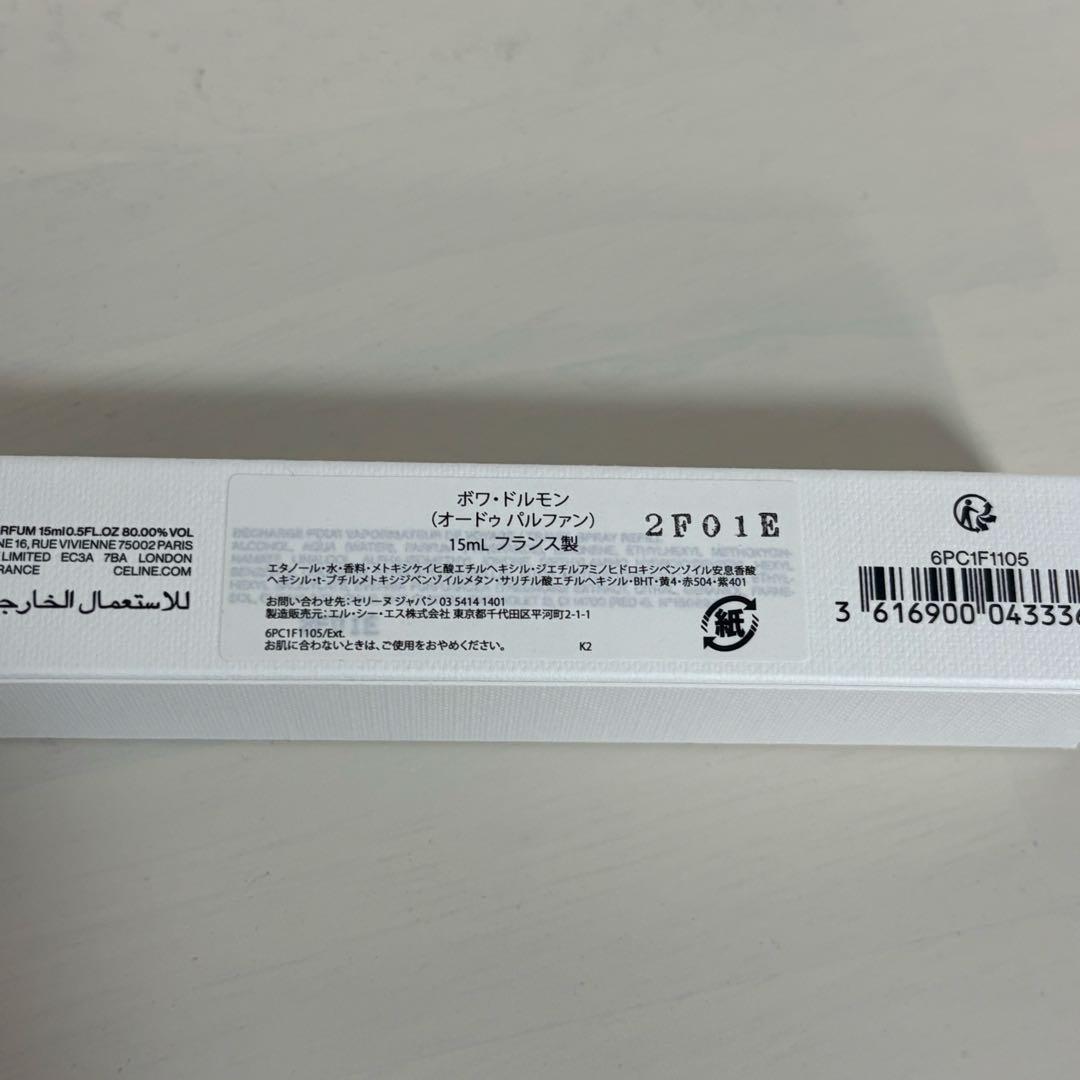 RFUM 15ml 0.5FL.OZ 80.00% VOL
NE 16, RUE VIVIENNE 75002 PARIS
LIMITED EC3A 7BA LONDON
RANCE CELINE.COM
للاستعمال الخارج
ボワ・ドルモン
(オードゥ パルファン)
15mL フランス製
2F01E
エタノール・水・香料・メトキシケイヒ酸エチルヘキシル・ジエチルアミノヒドロキシベンゾイル安息香酸
ヘキシル・t-ブチルメトキシジベンゾイルメタン・サリチル酸エチルヘキシル・BHT・黄4・赤504・紫401
お問い合わせ先:セリーヌ ジャパン 03 5414 1401
製造販売元:エル・シー・エス株式会社 東京都千代田区平河町2-1-1
6PC1F1105/Ext.
お肌に合わないときは、ご使用をおやめください。 K2
紙
6PC1F1105
3 616900 043336